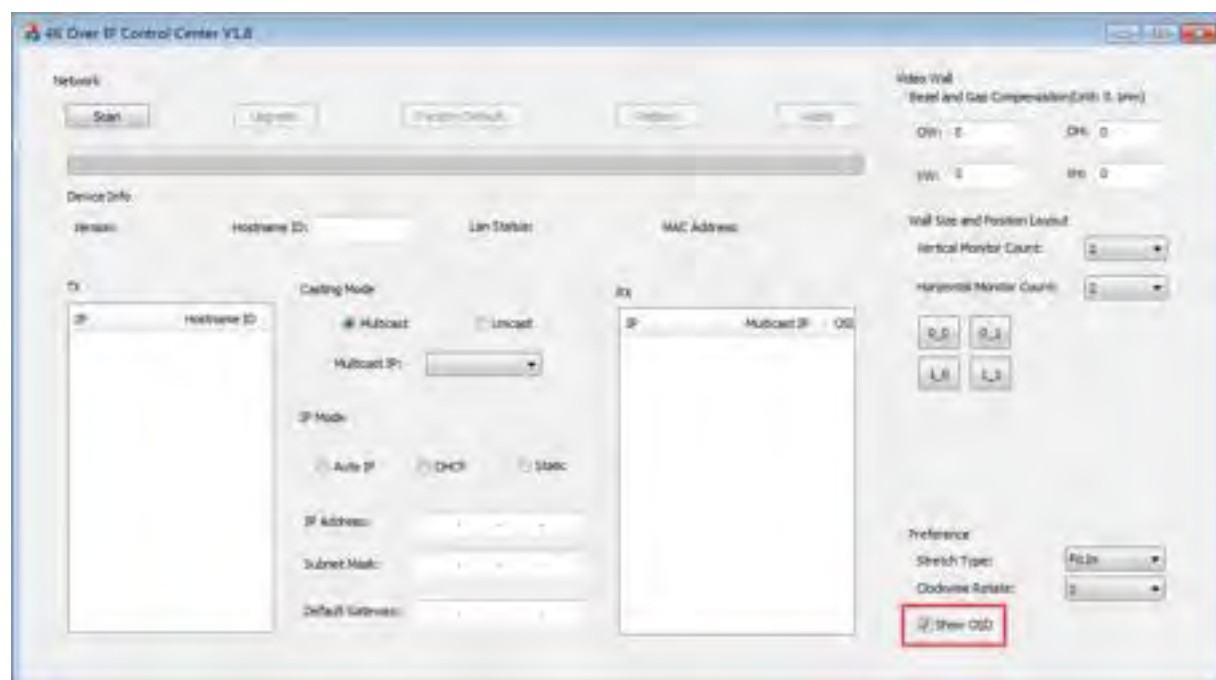 4K Over IP Control Center V1.8
Network
Scan
Upgrade
Factory Default
Reboot
Apply
Device Info
Version:
Hostname ID:
Lan Status:
MAC Address:
TX
IP Hostname ID
Casting Mode
Multicast Unicast
Multicast IP:
IP Mode
Auto IP DHCP Static
IP Address:
Subnet Mask:
Default Gateway:
RX
IP Multicast IP OSD
Video Wall
Bezel and Gap Compensation(Unit: 0.1mm)
OW: 0 OH: 0
VW: 0 VH: 0
Wall Size and Position Layout
Vertical Monitor Count: 2
Horizontal Monitor Count: 2
0_0 0_1
1_0 1_1
Preference
Stretch Type: Fit In
Clockwise Rotate:
Show OSD